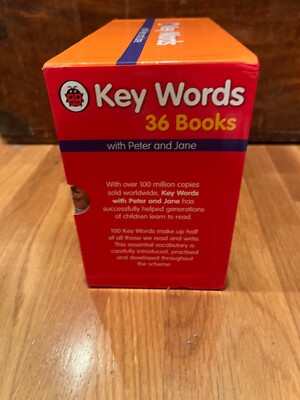 Key Words
Key Words
36 Books
with Peter and Jane
With over 100 million copies
sold worldwide, Key Words
with Peter and Jane has
successfully helped generations
of children learn to read.
100 Key Words make up half
of all those we read and write.
This essential vocabulary is
carefully introduced, practised
and developed throughout
the scheme.